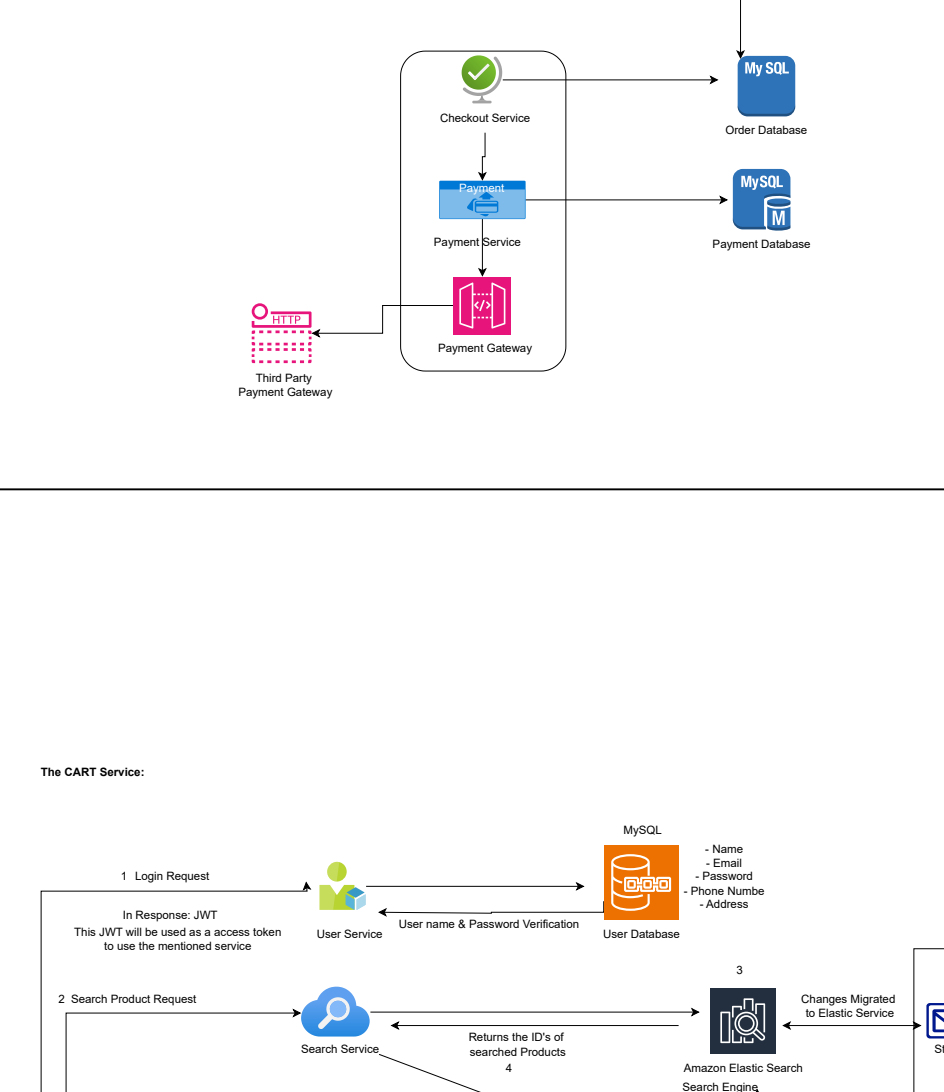 My SQL
Order Database
Checkout Service
Payment
MySQL
M
Payment Service
Payment Database
</>
Payment Gateway
HTTP
Third Party
Payment Gateway
The CART Service:
MySQL
- Name
- Email
- Password
- Phone Numbe
- Address
1 Login Request
In Response: JWT
This JWT will be used as a access token
to use the mentioned service
User Service
User name & Password Verification
User Database
3
2 Search Product Request
Changes Migrated
to Elastic Service
Search Service
Returns the ID's of
searched Products
4
Amazon Elastic Search
Search Engine